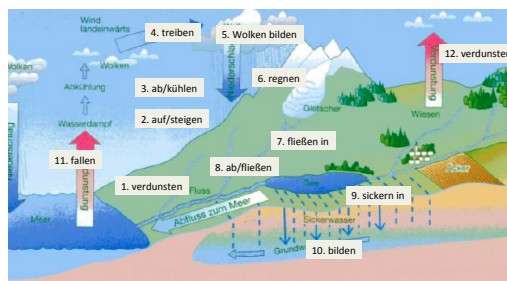 Wind
landeinwärts
4. treiben
5. Wolken bilden
12. verdunsten
Wolken
Wolken
6. regnen
Verdunstung
Abkühlung
3. ab/kühlen
Gletscher
Wiesen
Wasserdampf
2. auf/steigen
7. fließen in
11. fallen
8. ab/fließen
1. verdunsten
Fluss
See
Acker
9. sickern in
Meer
Abfluss zum Meer
Sickerwasser
10. bilden